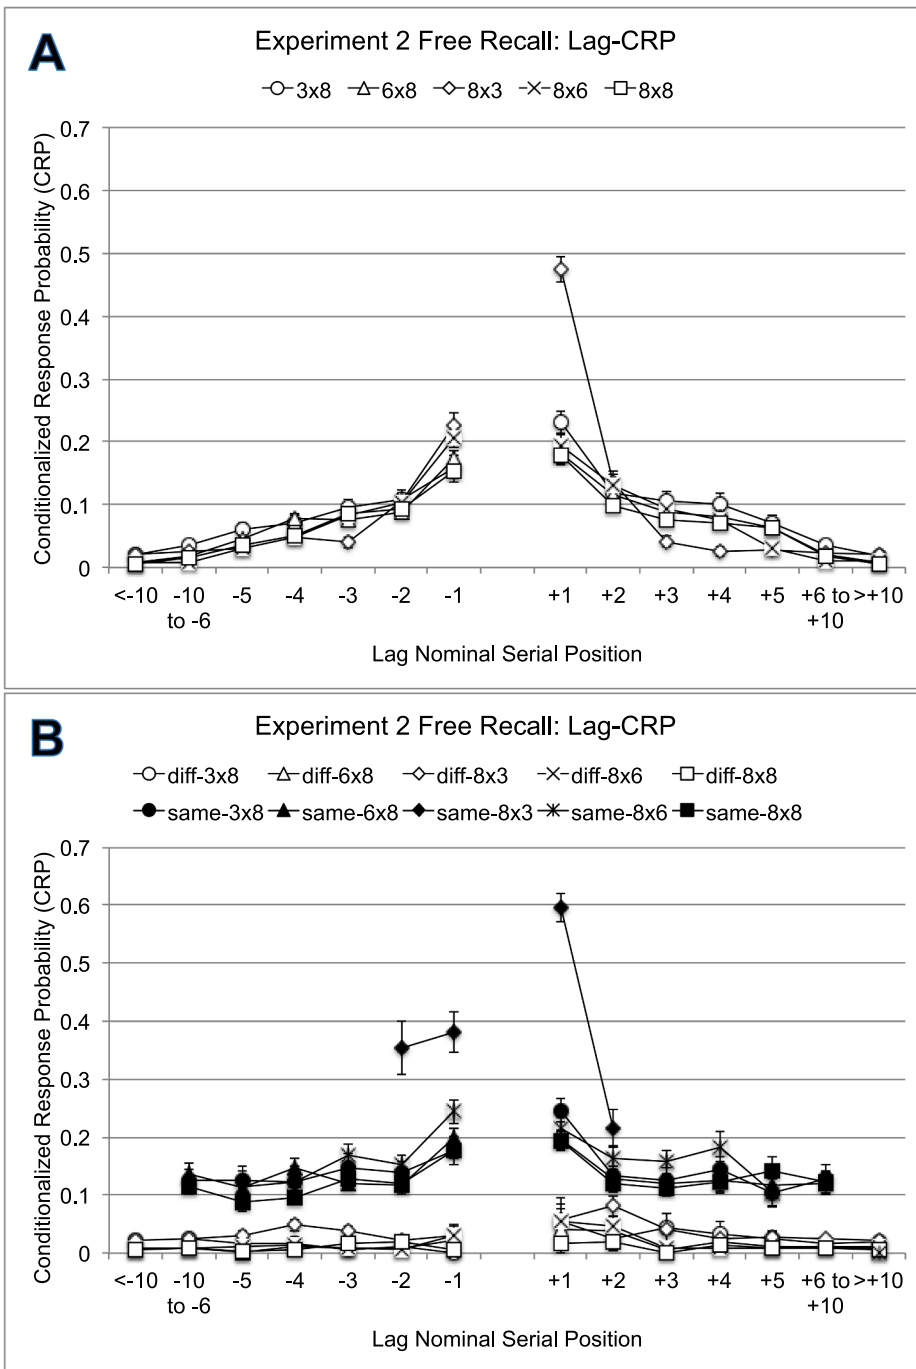 A
Experiment 2 Free Recall: Lag-CRP
3x8 6x8 8x3 8x6 8x8
Conditionalized Response Probability (CRP)
0.7
0.6
0.5
0.4
0.3
0.2
0.1
0
<-10 -10 -5 -4 -3 -2 -1 +1 +2 +3 +4 +5 +6 to >+10
to -6 +10
Lag Nominal Serial Position
B
Experiment 2 Free Recall: Lag-CRP
diff-3x8 diff-6x8 diff-8x3 diff-8x6 diff-8x8
same-3x8 same-6x8 same-8x3 same-8x6 same-8x8
Conditionalized Response Probability (CRP)
0.7
0.6
0.5
0.4
0.3
0.2
0.1
0
<-10 -10 -5 -4 -3 -2 -1 +1 +2 +3 +4 +5 +6 to >+10
to -6 +10
Lag Nominal Serial Position